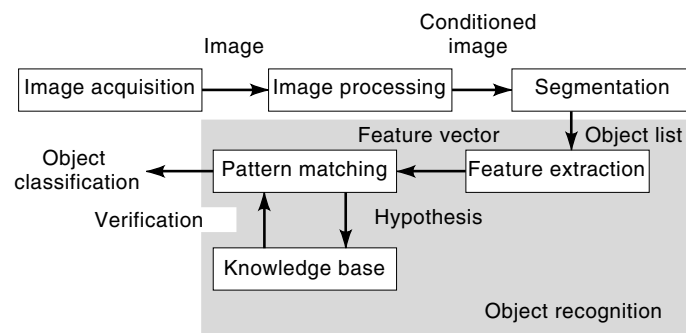 Image
Conditioned
image
Image acquisition
Image processing
Segmentation
Feature vector
Object list
Object
classification
Pattern matching
Feature extraction
Verification
Hypothesis
Knowledge base
Object recognition